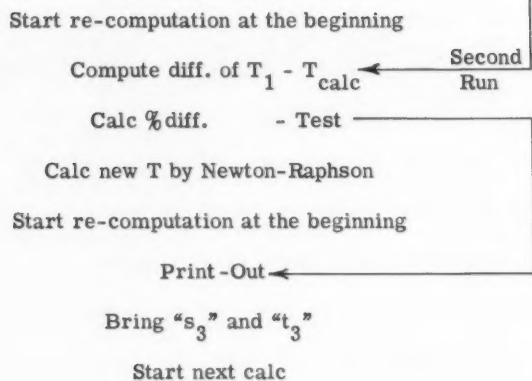 Start re-computation at the beginning
Compute diff. of T₁ - T_calc
Second
Run
Calc % diff. - Test
Calc new T by Newton-Raphson
Start re-computation at the beginning
Print-Out
Bring “s₃” and “t₃”
Start next calc